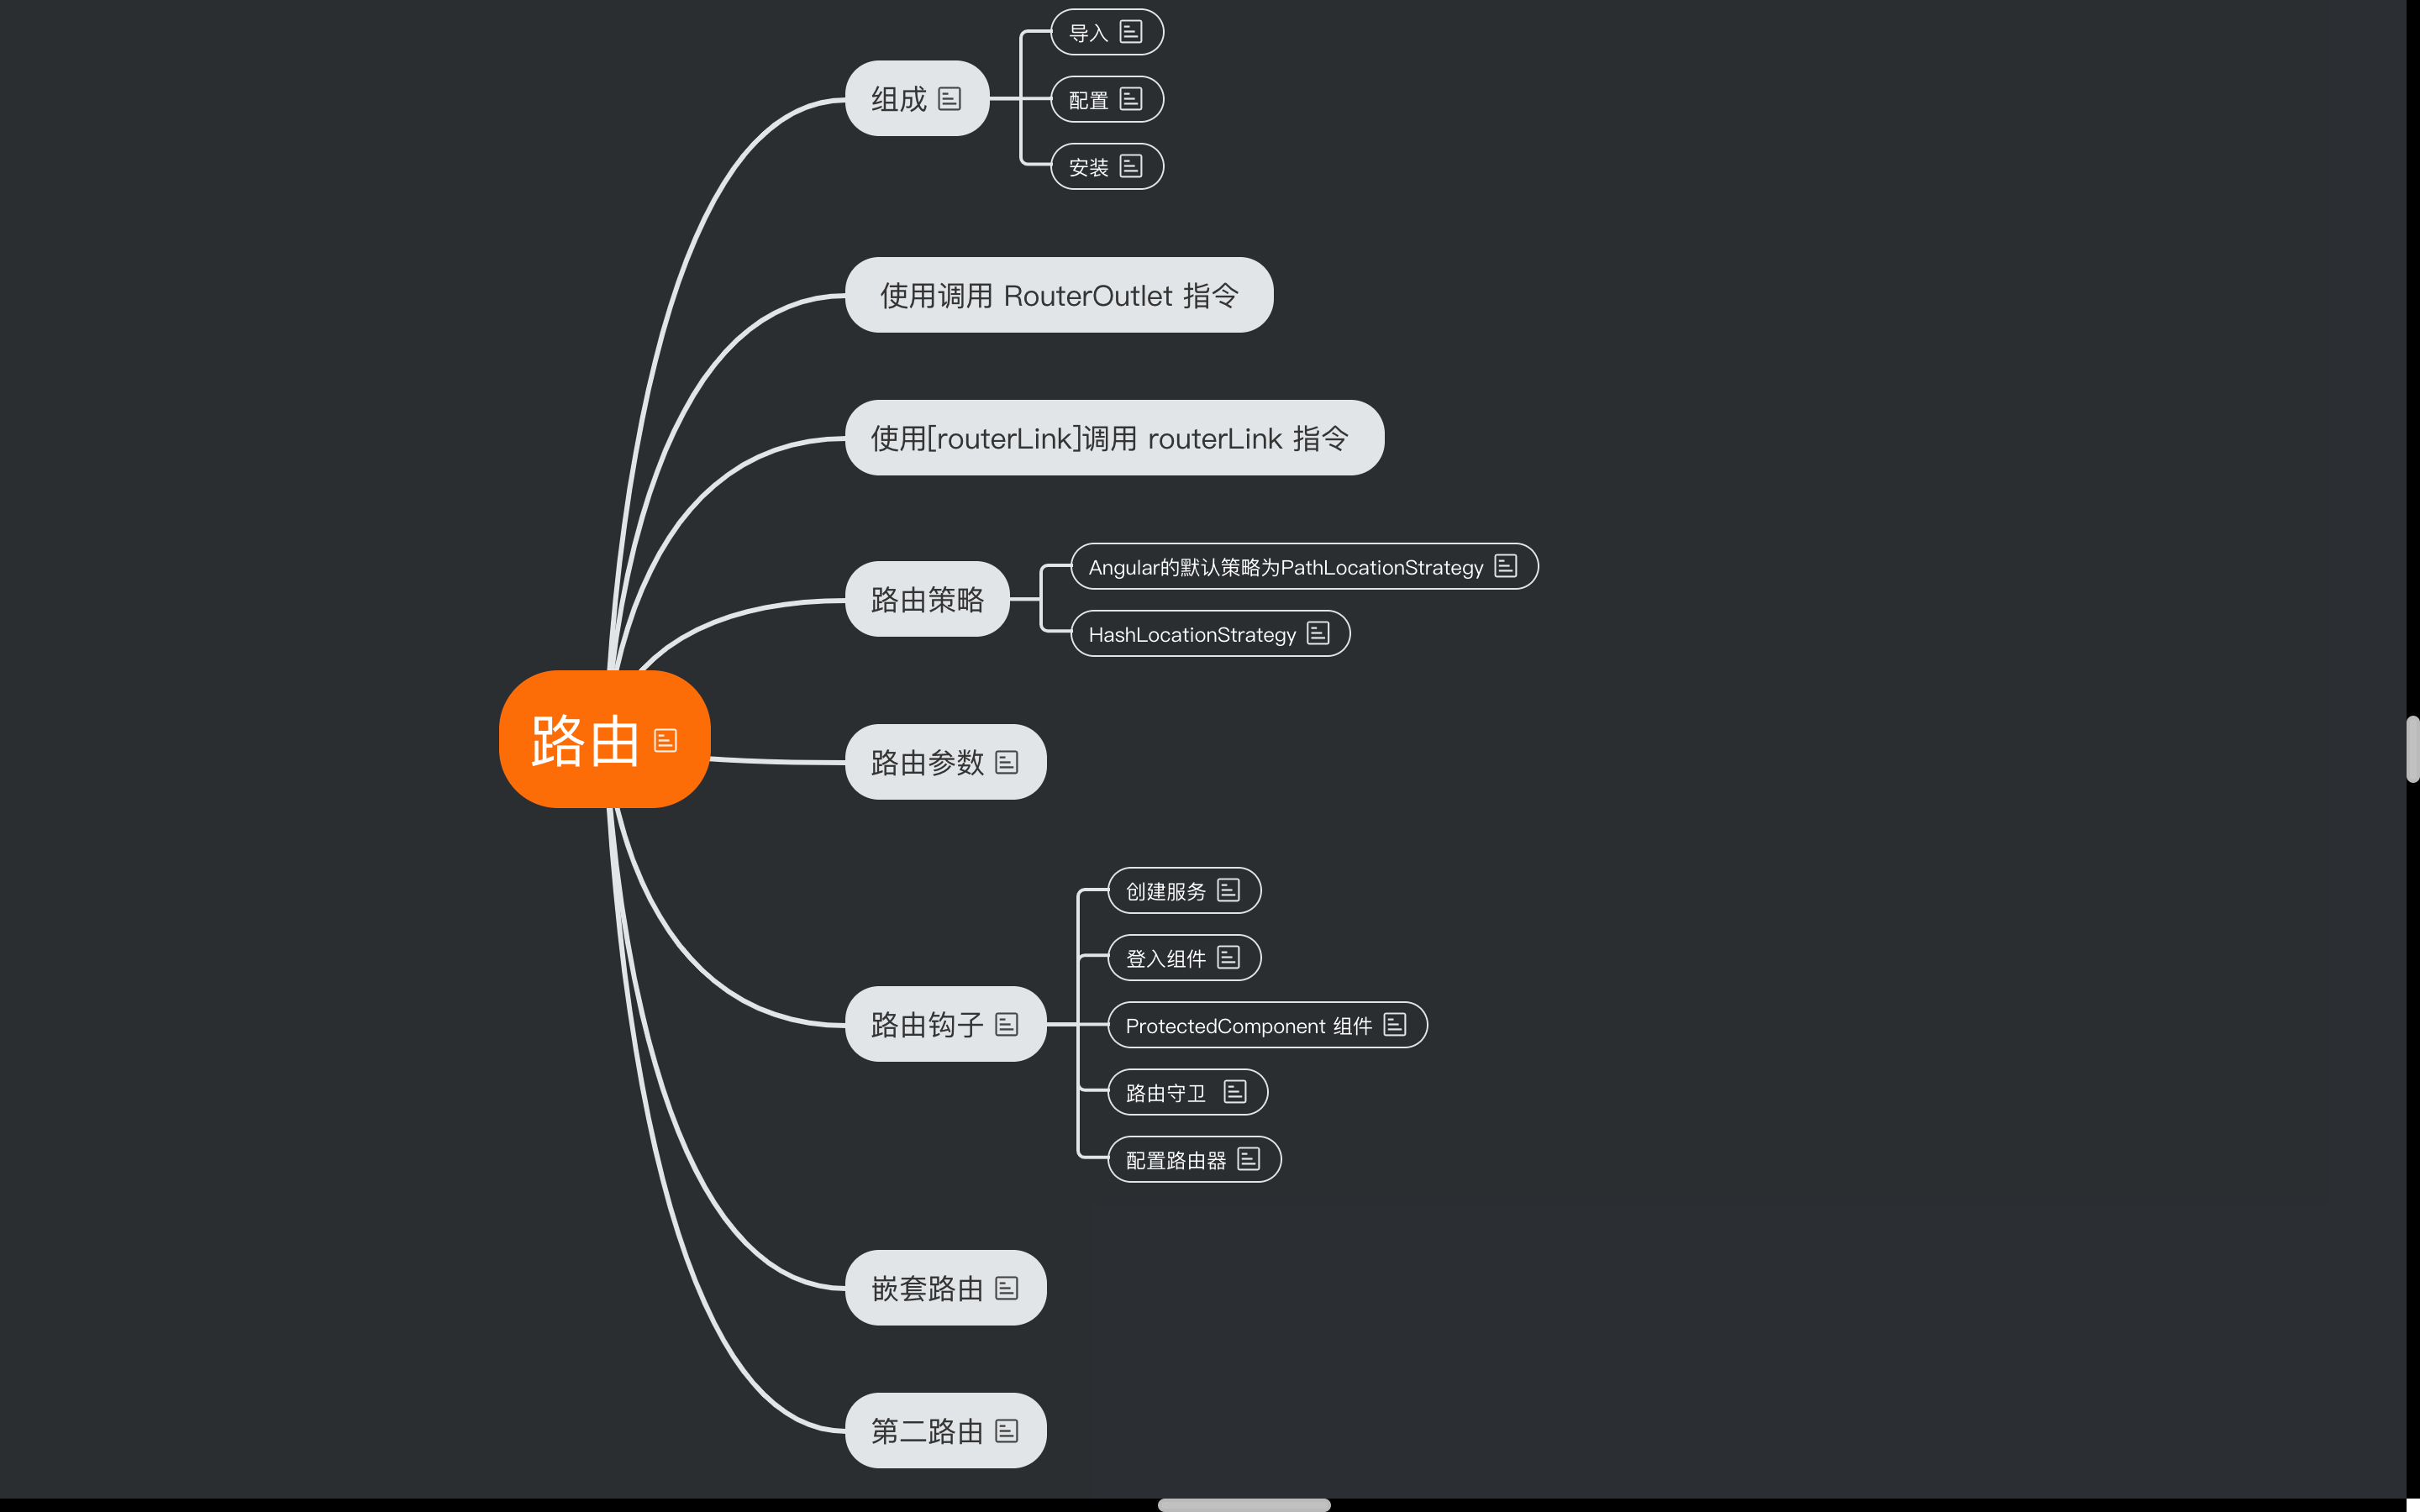 导入
组成
配置
安装
使用调用 RouterOutlet 指令
使用[routerLink]调用 routerLink 指令
路由策略
Angular的默认策略为PathLocationStrategy
HashLocationStrategy
路由
路由参数
路由钩子
创建服务
登入组件
ProtectedComponent 组件
路由守卫
配置路由器
嵌套路由
第二路由